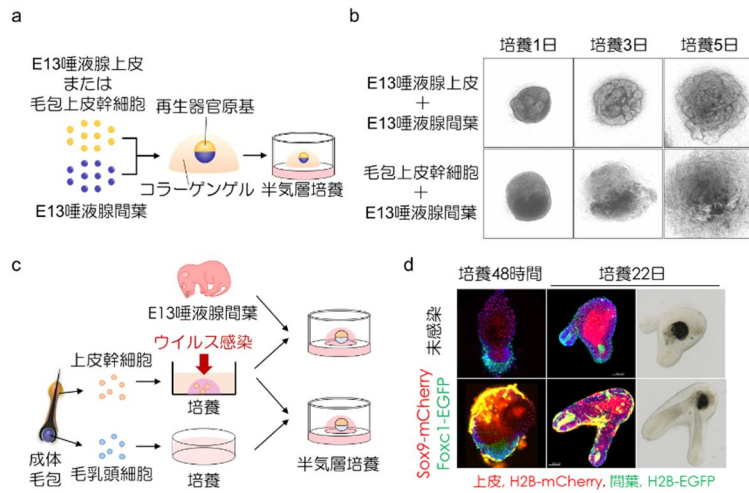 a
E13唾液腺上皮
または
毛包上皮幹細胞
再生器官原基
コラーゲンゲル
半気層培養
E13唾液腺間葉
b
培養1日
培養3日
培養5日
E13唾液腺上皮
+
E13唾液腺間葉
毛包上皮幹細胞
+
E13唾液腺間葉
c
E13唾液腺間葉
上皮幹細胞
ウイルス感染
培養
成体
毛包
毛乳頭細胞
培養
半気層培養
d
培養48時間
培養22日
未感染
Sox9-mCherry
Foxc1-EGFP
上皮, H2B-mCherry, 間葉, H2B-EGFP